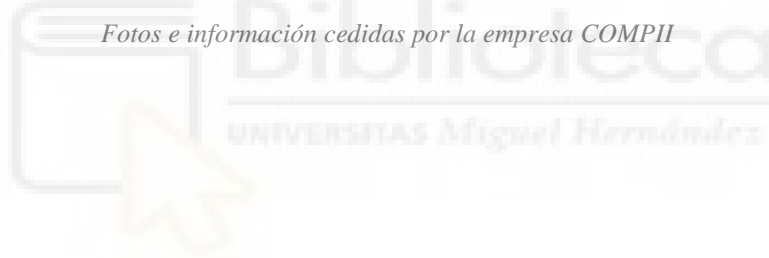 Fotos e información cedidas por la empresa COMPII
Biblioteca
UNIVERSITAS Miguel Hernández